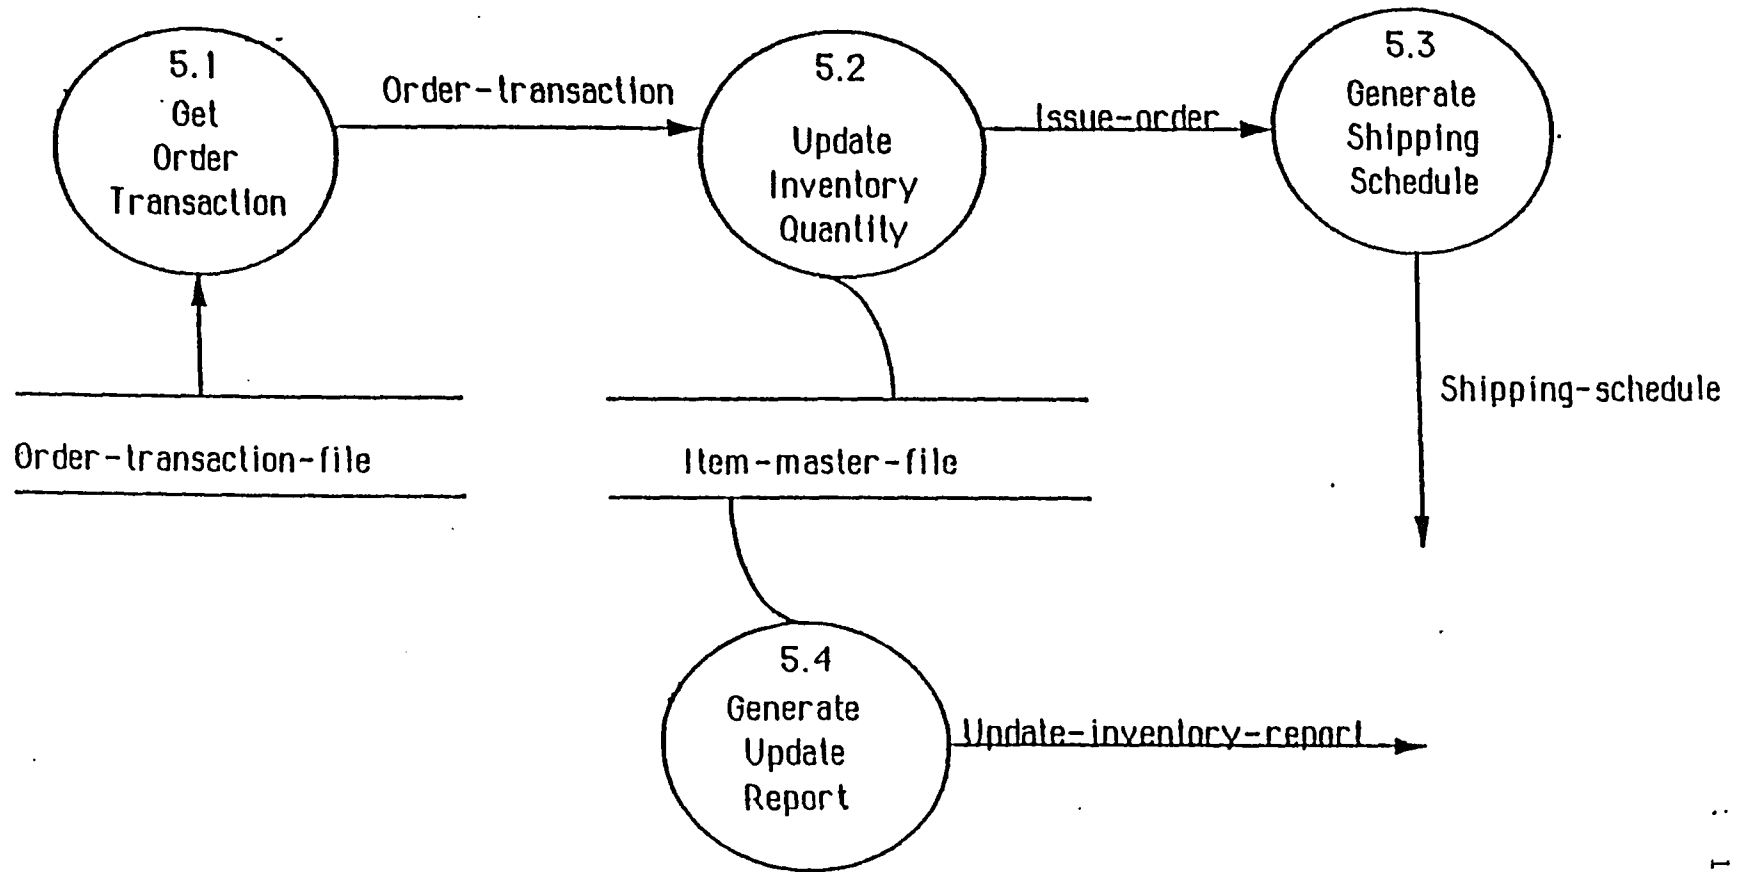 5.1
Get
Order
Transaction
Order-transaction
5.2
Update
Inventory
Quantity
Issue-order
5.3
Generate
Shipping
Schedule
Shipping-schedule
Order-transaction-file
Item-master-file
5.4
Generate
Update
Report
Update-inventory-report